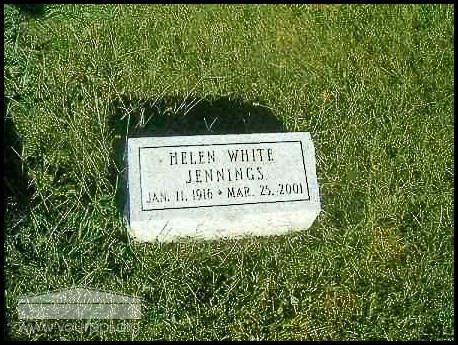 HELEN WHITE
JENNINGS
JAN. 11, 1916 • MAR. 25, 2001